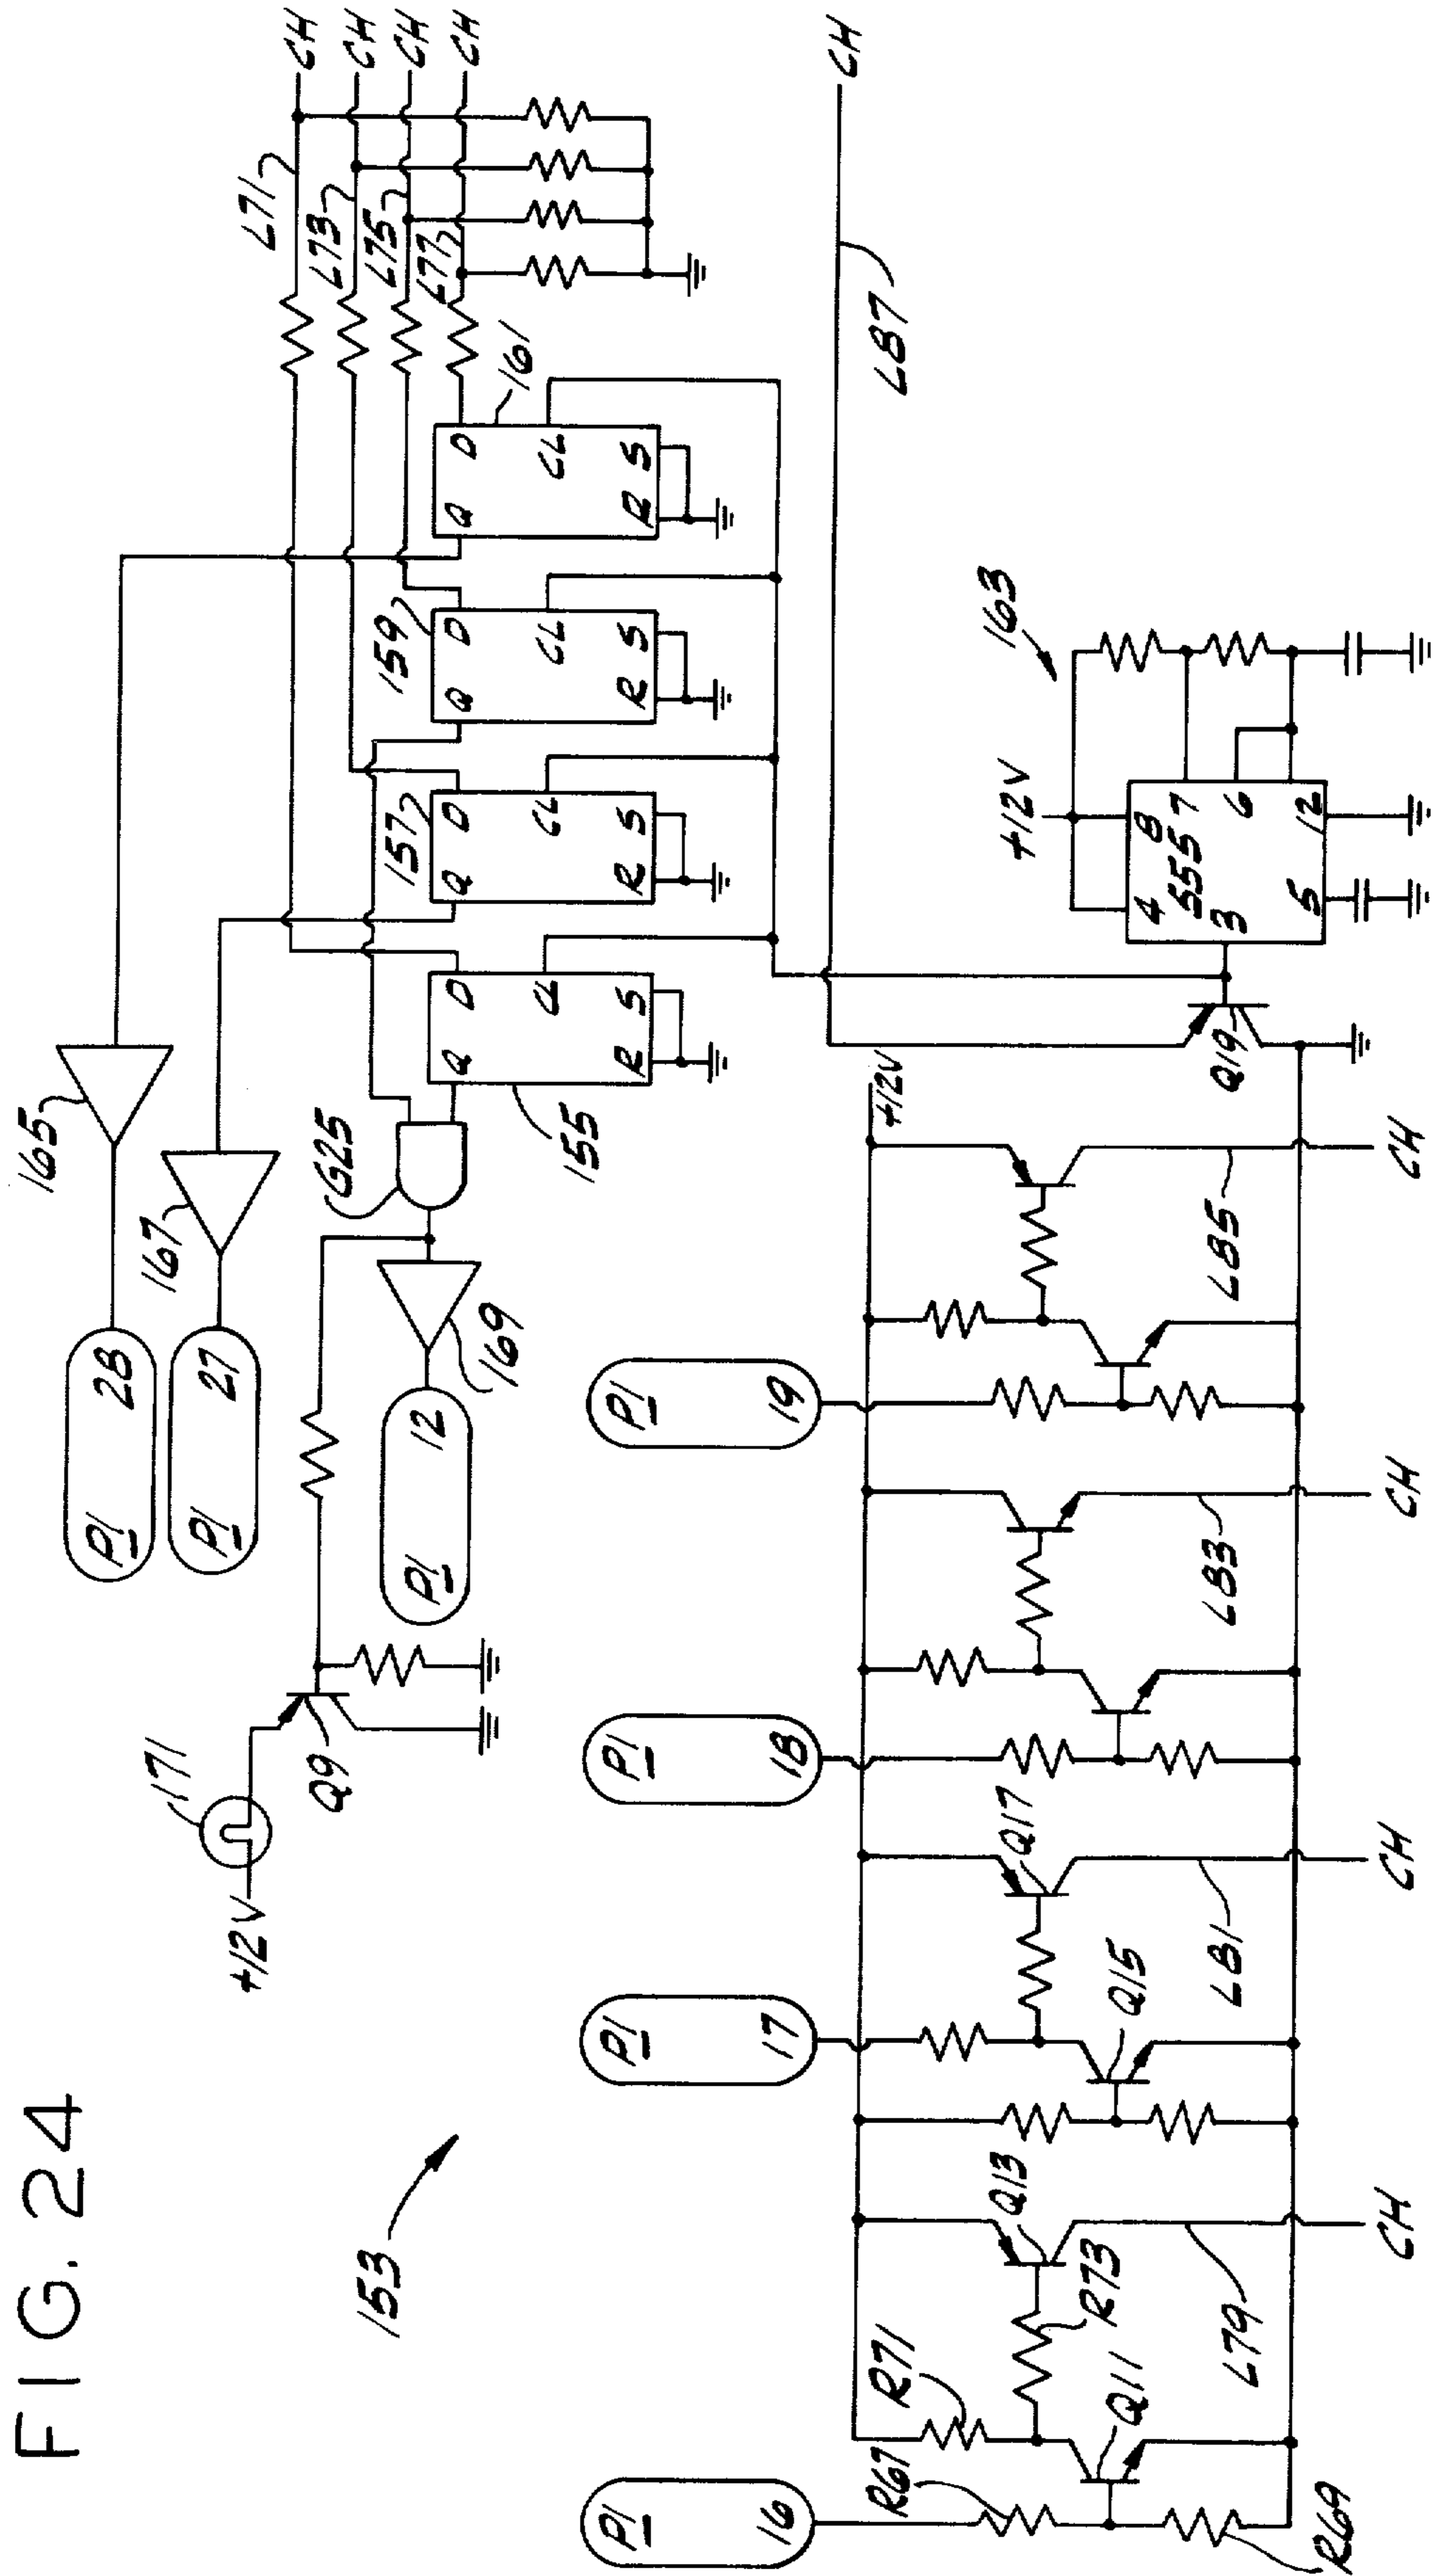 FIG. 24
153
+12V
171
Q9
P1 28
165
P1 27
167
P1 12
169
G25
155
Q D CL R S
157
Q D CL R S
159
Q D CL R S
161
Q D CL R S
L71
L73
L75
L77
CH
CH
CH
CH
CH
L87
163
+12V
4 8
555 7
3 6
5 12
Q19
+12V
P1 16
R67
R69
R71
Q11
R73
Q13
L79
CH
P1 17
Q15
Q17
L81
CH
P1 18
L83
CH
P1 19
L85
CH